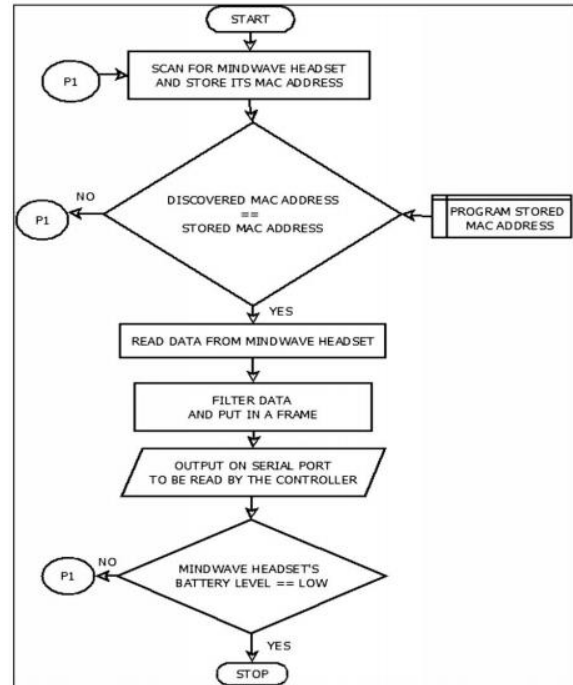 START
P1
SCAN FOR MINDWAVE HEADSET
AND STORE ITS MAC ADDRESS
NO
P1
DISCOVERED MAC ADDRESS
==
STORED MAC ADDRESS
PROGRAM STORED
MAC ADDRESS
YES
READ DATA FROM MINDWAVE HEADSET
FILTER DATA
AND PUT IN A FRAME
OUTPUT ON SERIAL PORT
TO BE READ BY THE CONTROLLER
NO
P1
MINDWAVE HEADSET'S
BATTERY LEVEL == LOW
YES
STOP